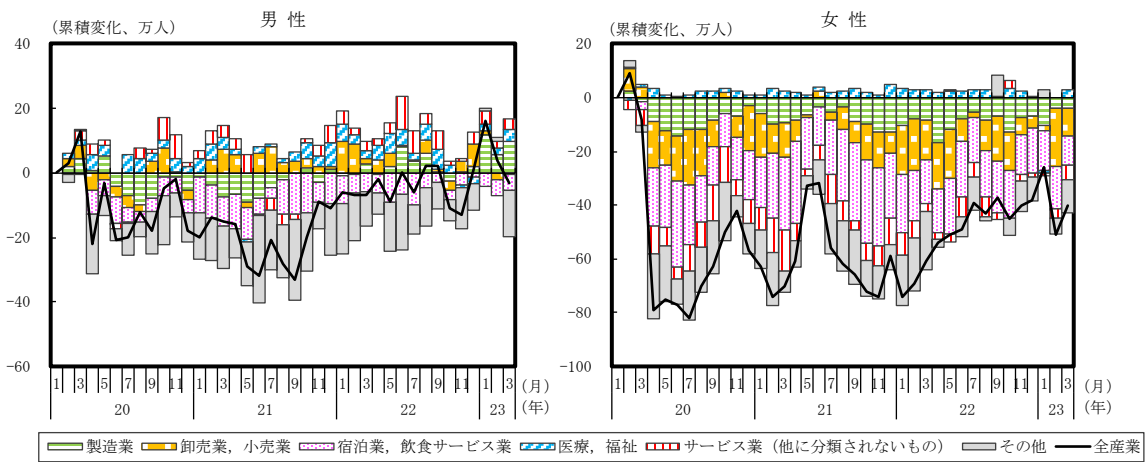 男 性
(累積変化、万人)
40
20
0
-20
-40
-60
1 3 5 7 9 11 1 3 5 7 9 11 1 3 5 7 9 11 1 3 (月)
20 21 22 23 (年)
女 性
(累積変化、万人)
20
0
-20
-40
-60
-80
-100
1 3 5 7 9 11 1 3 5 7 9 11 1 3 5 7 9 11 1 3 (月)
20 21 22 23 (年)
製造業 卸売業，小売業 宿泊業，飲食サービス業 医療，福祉 サービス業（他に分類されないもの） その他 全産業